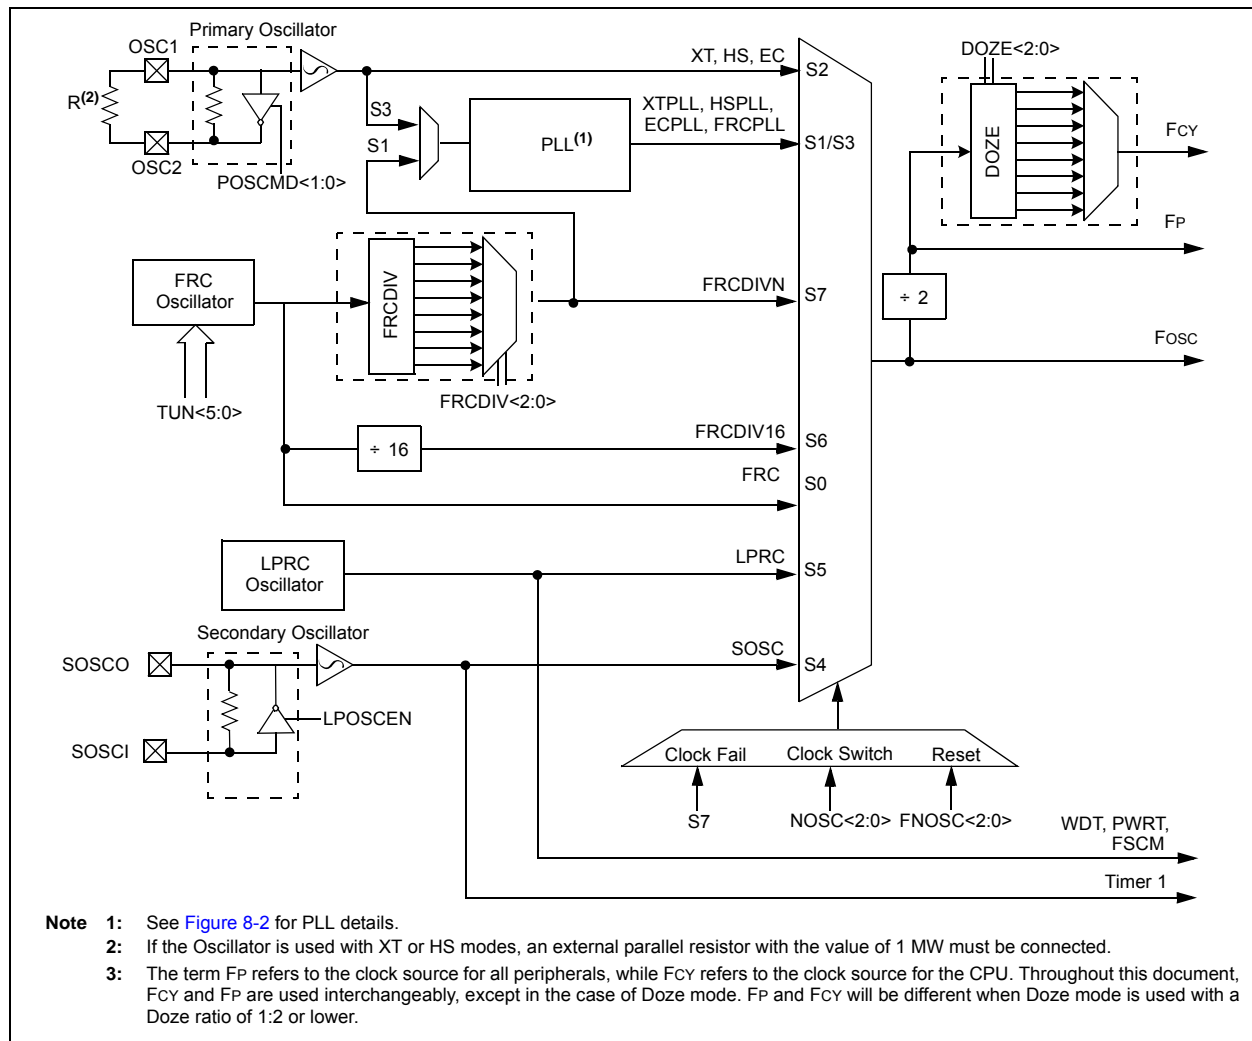 Primary Oscillator
OSC1
R(2)
OSC2
POSCMD<1:0>
S3
S1
PLL(1)
XT, HS, EC
XTPLL, HSPLL,
ECPLL, FRCPLL
S2
S1/S3
DOZE<2:0>
DOZE
FCY
FP
÷ 2
FOSC
FRC
Oscillator
TUN<5:0>
FRCDIV
FRCDIV<2:0>
FRCDIVN
S7
÷ 16
FRCDIV16
S6
FRC
S0
LPRC
Oscillator
LPRC
S5
Secondary Oscillator
SOSCO
SOSCI
LPOSCEN
SOSC
S4
Clock Fail
Clock Switch
Reset
S7
NOSC<2:0>
FNOSC<2:0>
WDT, PWRT,
FSCM
Timer 1
Note 1: See Figure 8-2 for PLL details.
2: If the Oscillator is used with XT or HS modes, an external parallel resistor with the value of 1 MW must be connected.
3: The term FP refers to the clock source for all peripherals, while FCY refers to the clock source for the CPU. Throughout this document,
FCY and FP are used interchangeably, except in the case of Doze mode. FP and FCY will be different when Doze mode is used with a
Doze ratio of 1:2 or lower.